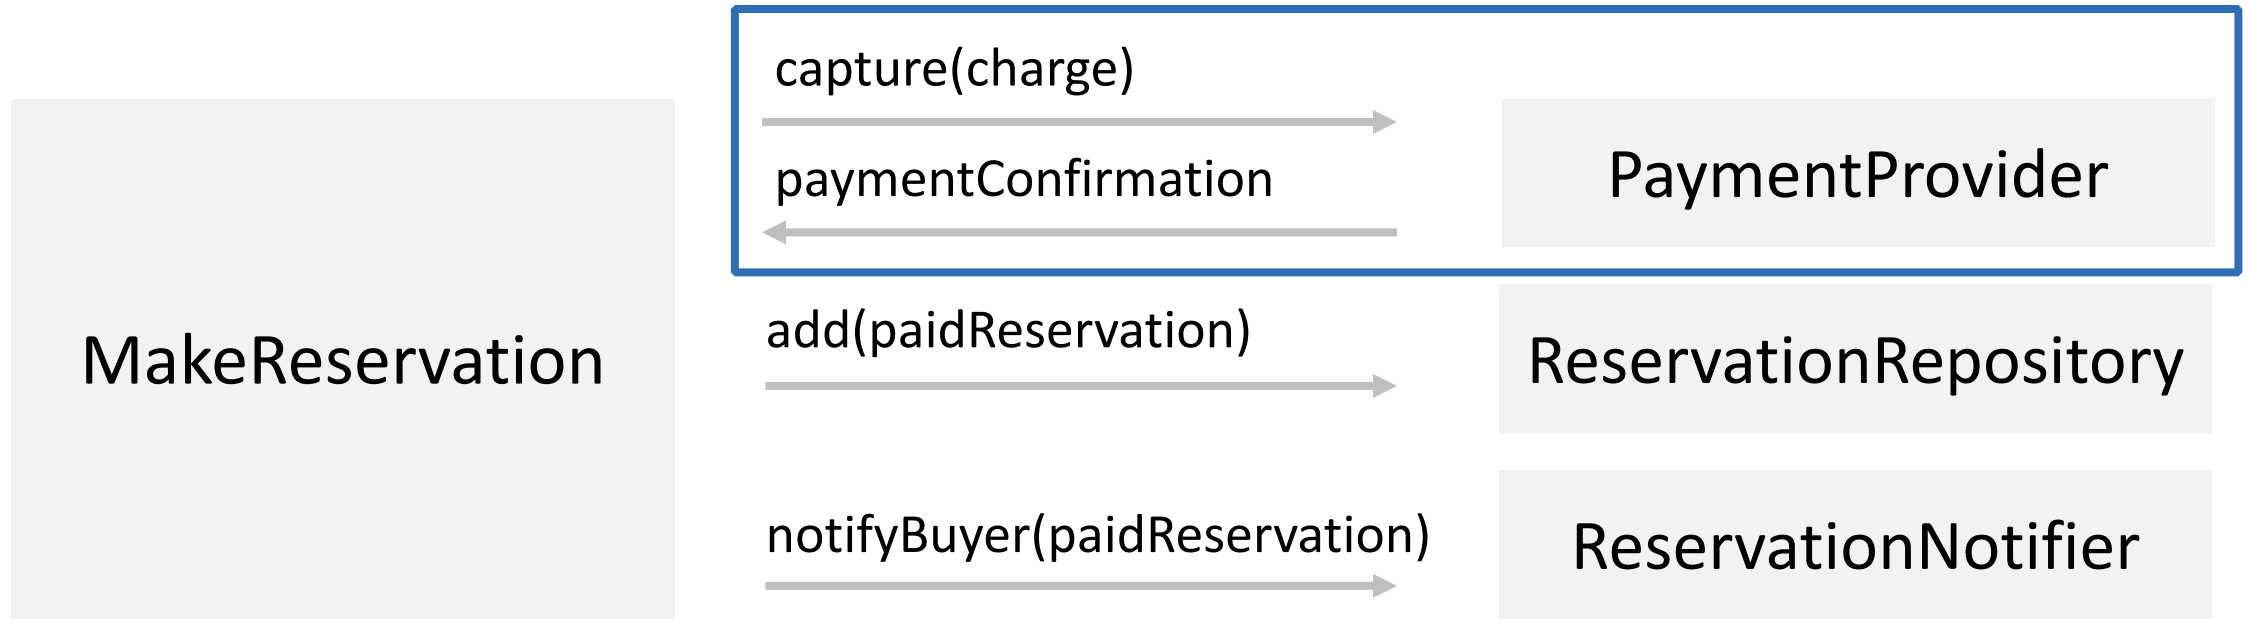 MakeReservation
capture(charge)
paymentConfirmation
PaymentProvider
add(paidReservation)
ReservationRepository
notifyBuyer(paidReservation)
ReservationNotifier